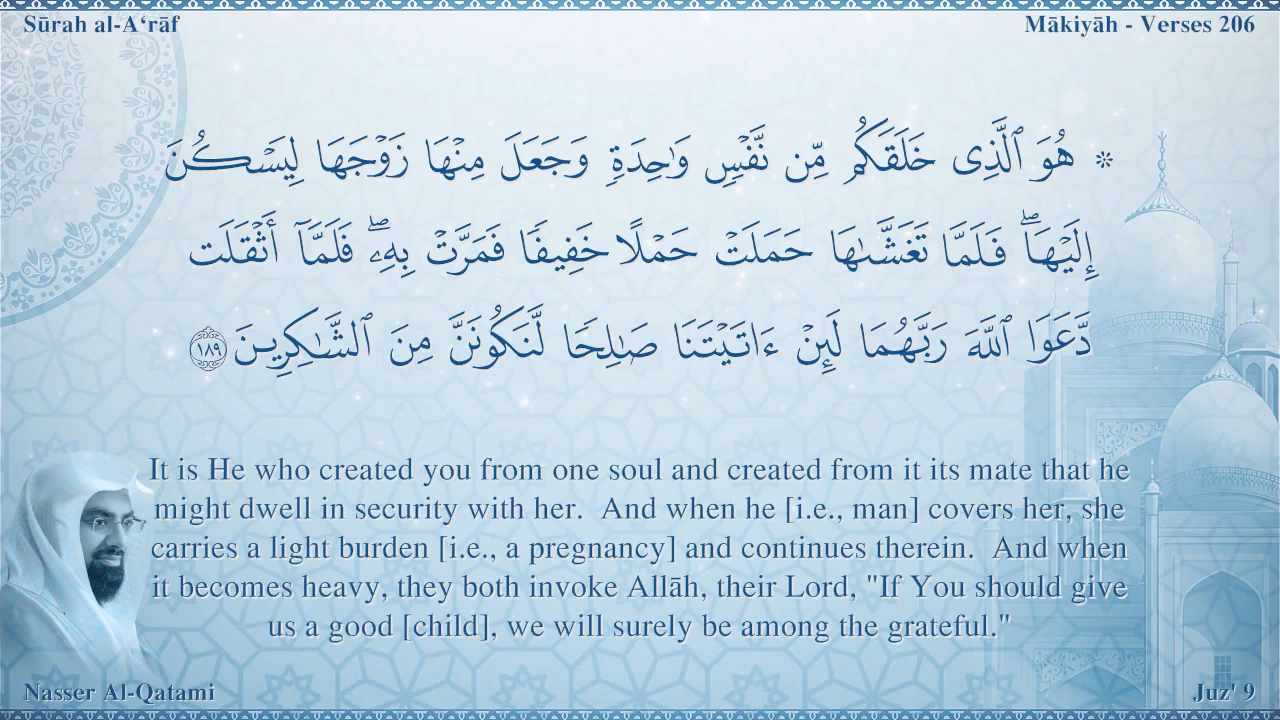 Sūrah al-A‘rāf
Mākiyāh - Verses 206
۞ هُوَ ٱلَّذِى خَلَقَكُم مِّن نَّفْسٍ وَٰحِدَةٍ وَجَعَلَ مِنْهَا زَوْجَهَا لِيَسْكُنَ
إِلَيْهَا ۖ فَلَمَّا تَغَشَّىٰهَا حَمَلَتْ حَمْلًا خَفِيفًا فَمَرَّتْ بِهِۦ ۖ فَلَمَّآ أَثْقَلَت
دَّعَوَا ٱللَّهَ رَبَّهُمَا لَئِنْ ءَاتَيْتَنَا صَـٰلِحًا لَّنَكُونَنَّ مِنَ ٱلشَّـٰكِرِينَ ١٨٩
It is He who created you from one soul and created from it its mate that he
might dwell in security with her.  And when he [i.e., man] covers her, she
carries a light burden [i.e., a pregnancy] and continues therein.  And when
it becomes heavy, they both invoke Allāh, their Lord, "If You should give
us a good [child], we will surely be among the grateful."
Nasser Al-Qatami
Juz' 9